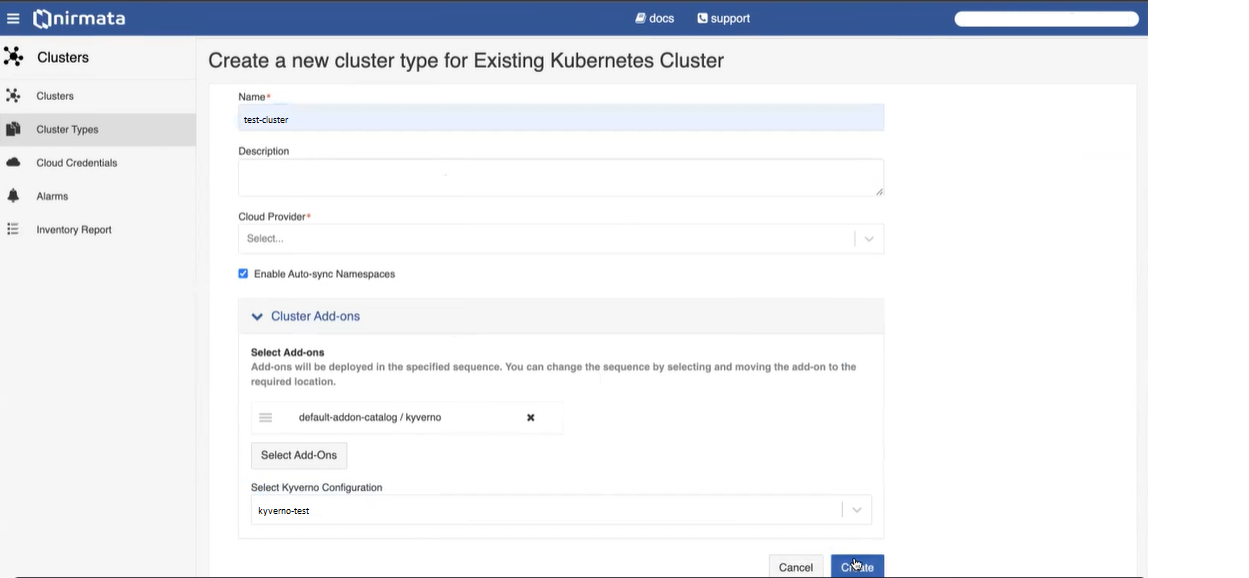 nirmata
docs
support
Clusters
Create a new cluster type for Existing Kubernetes Cluster
Clusters
Cluster Types
Cloud Credentials
Alarms
Inventory Report
Name*
test-cluster
Description
Cloud Provider*
Select...
Enable Auto-sync Namespaces
Cluster Add-ons
Select Add-ons
Add-ons will be deployed in the specified sequence. You can change the sequence by selecting and moving the add-on to the
required location.
default-addon-catalog / kyverno
Select Add-Ons
Select Kyverno Configuration
kyverno-test
Cancel
Create